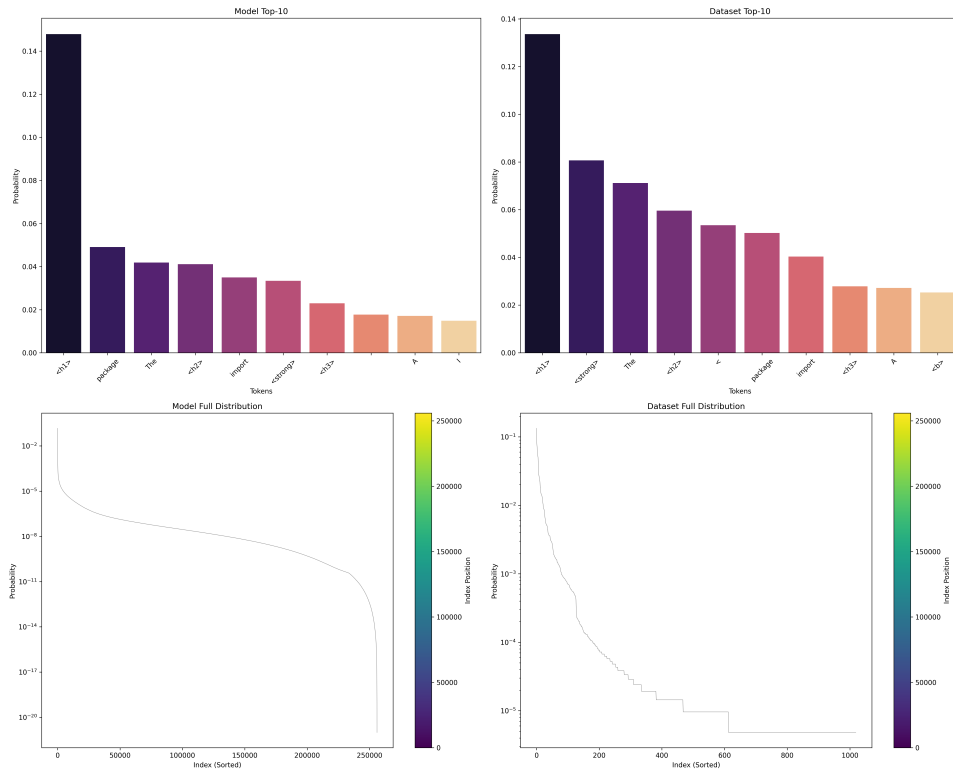 Model Top-10
Probability
0.14
0.12
0.10
0.08
0.06
0.04
0.02
0.00
<h1>
package
The
<h2>
import
<strong>
<h3>
A
Tokens
Dataset Top-10
Probability
0.14
0.12
0.10
0.08
0.06
0.04
0.02
0.00
<h1>
<strong>
The
<h2>
<
package
import
<h3>
A
<b>
Tokens
Model Full Distribution
Probability
10⁻²
10⁻⁵
10⁻⁸
10⁻¹¹
10⁻¹⁴
10⁻¹⁷
10⁻²⁰
0
50000
100000
150000
200000
250000
Index (Sorted)
250000
200000
150000
100000
50000
0
Index Position
Dataset Full Distribution
Probability
10⁻¹
10⁻²
10⁻³
10⁻⁴
10⁻⁵
0
200
400
600
800
1000
Index (Sorted)
250000
200000
150000
100000
50000
0
Index Position